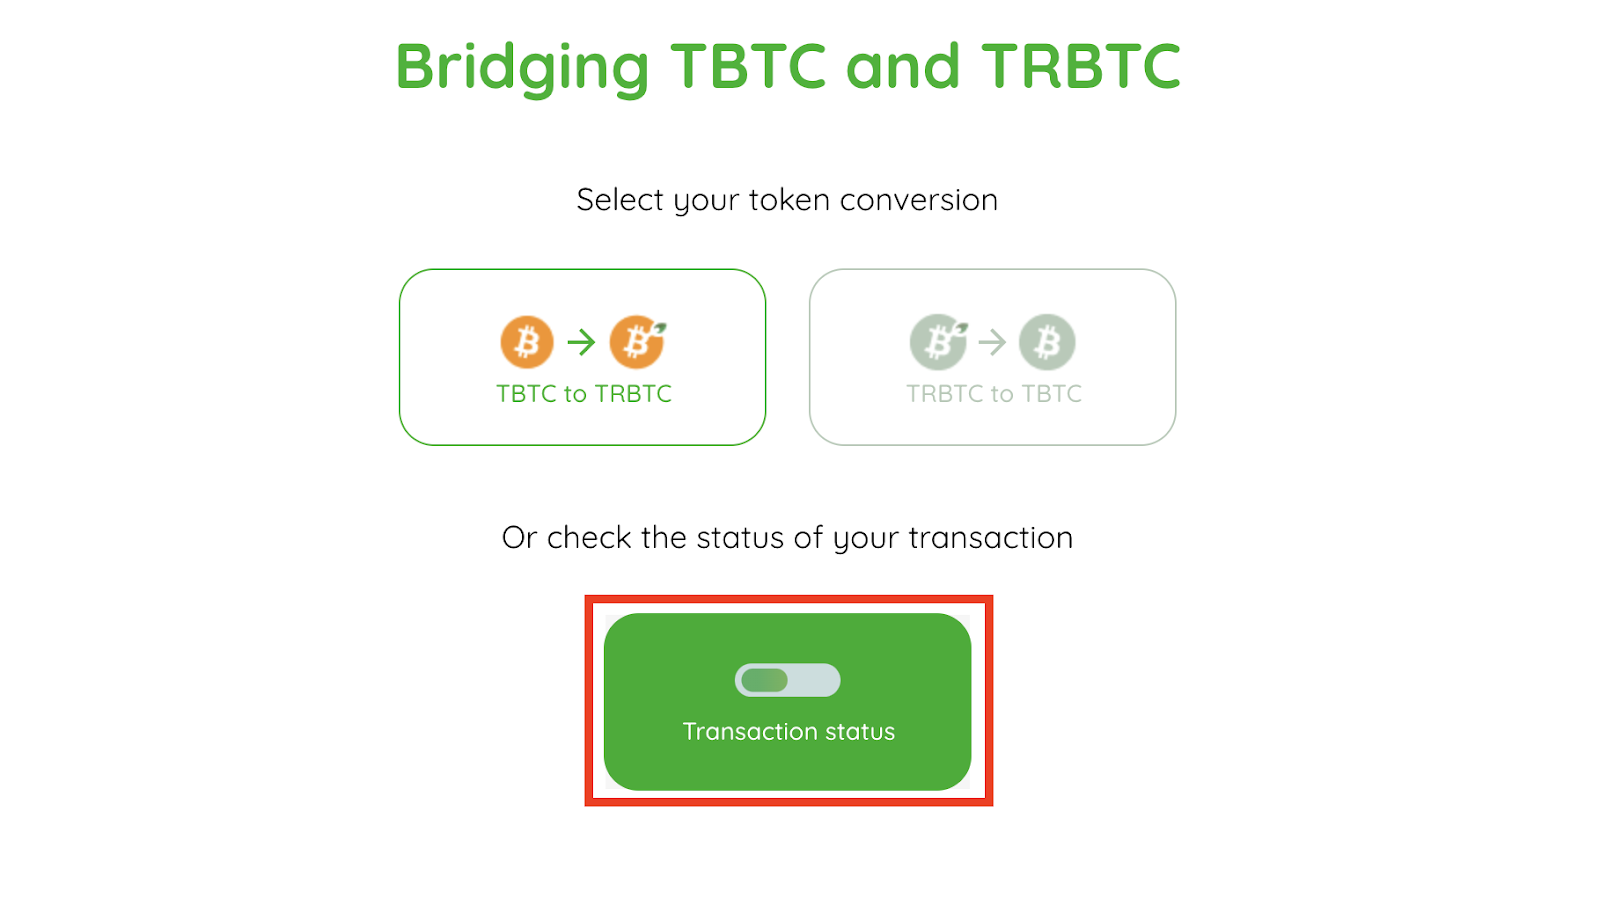 Bridging TBTC and TRBTC
Select your token conversion
TBTC to TRBTC
TRBTC to TBTC
Or check the status of your transaction
Transaction status